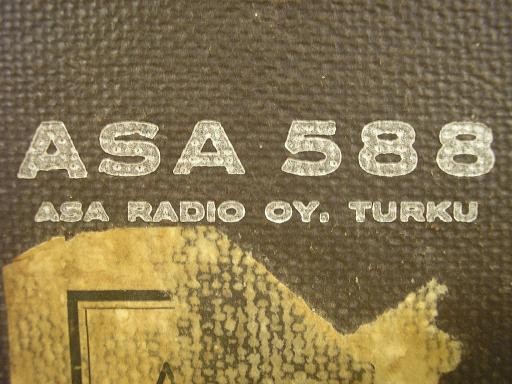 ASA 588
ASA RADIO OY. TURKU